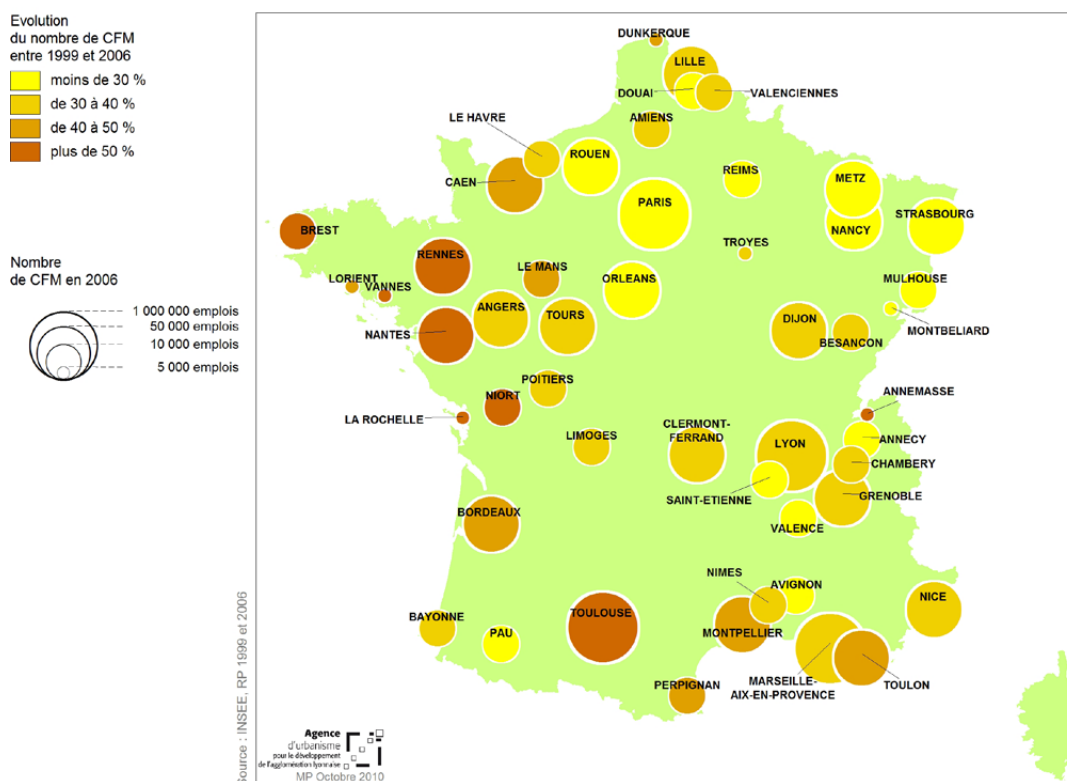 Evolution
du nombre de CFM
entre 1999 et 2006
moins de 30 %
de 30 à 40 %
de 40 à 50 %
plus de 50 %
Nombre
de CFM en 2006
1 000 000 emplois
50 000 emplois
10 000 emplois
5 000 emplois
DUNKERQUE
LILLE
DOUAI
VALENCIENNES
AMIENS
LE HAVRE
ROUEN
CAEN
REIMS
METZ
PARIS
STRASBOURG
NANCY
BREST
TROYES
RENNES
LE MANS
ORLEANS
MULHOUSE
LORIENT
VANNES
ANGERS
TOURS
DIJON
MONTBELIARD
NANTES
BESANCON
POITIERS
ANNEMASSE
NIORT
LA ROCHELLE
CLERMONT-
FERRAND
LIMOGES
LYON
ANNECY
CHAMBERY
SAINT-ETIENNE
GRENOBLE
BORDEAUX
VALENCE
NIMES
AVIGNON
NICE
BAYONNE
TOULOUSE
PAU
MONTPELLIER
MARSEILLE-
AIX-EN-PROVENCE
TOULON
PERPIGNAN
Source : INSEE, RP 1999 et 2006
Agence
d'urbanisme
pour le développement
de l'agglomération lyonnaise
MP Octobre 2010